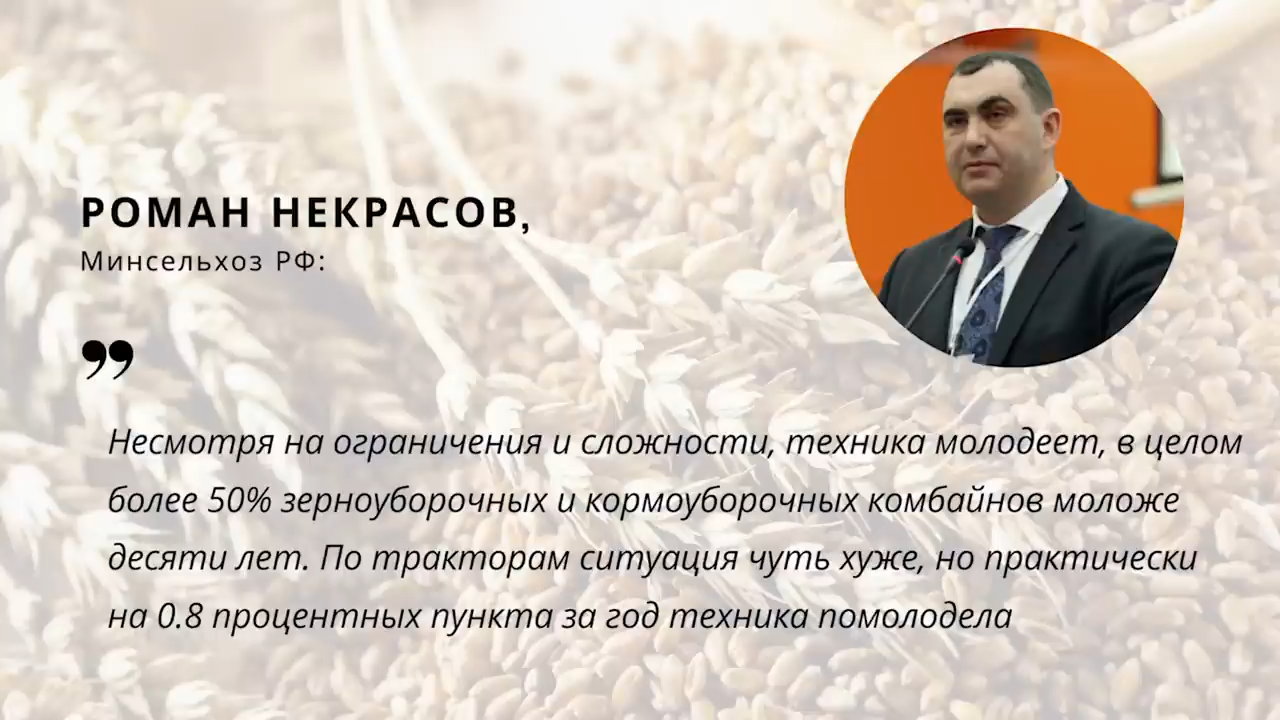 РОМАН НЕКРАСОВ,
Минсельхоз РФ:
”
Несмотря на ограничения и сложности, техника молодеет, в целом
более 50% зерноуборочных и кормоуборочных комбайнов моложе
десяти лет. По тракторам ситуация чуть хуже, но практически
на 0.8 процентных пункта за год техника помолодела